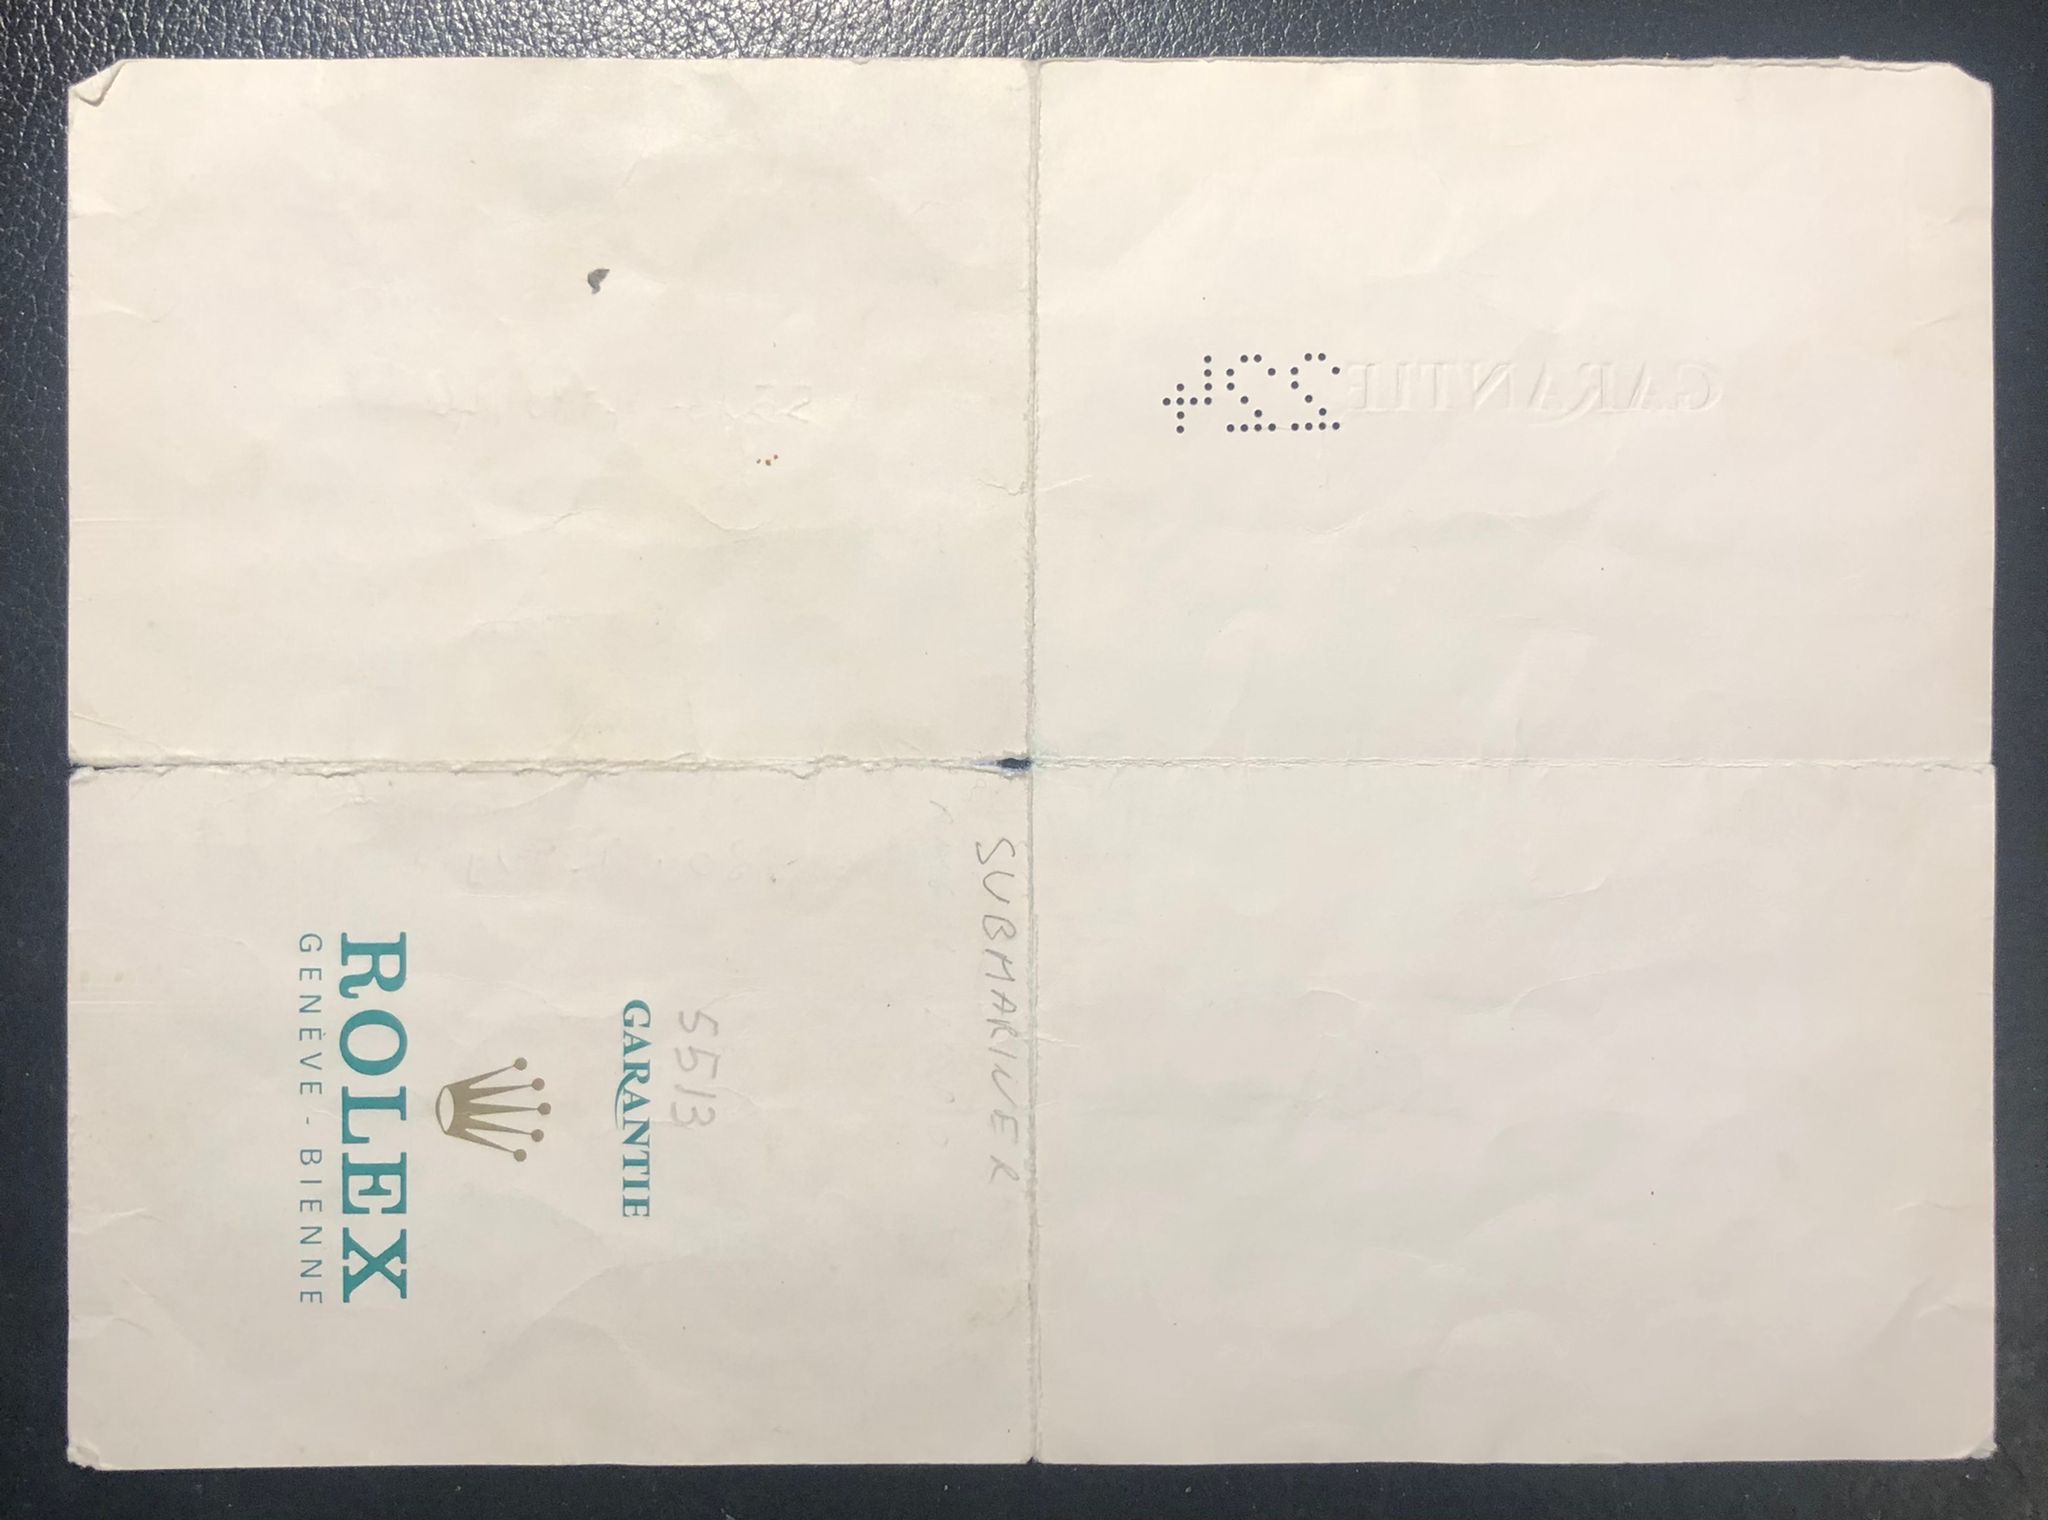 GARANTIE 224
SUBMARINER
5513
GARANTIE
ROLEX
GENÈVE - BIENNE